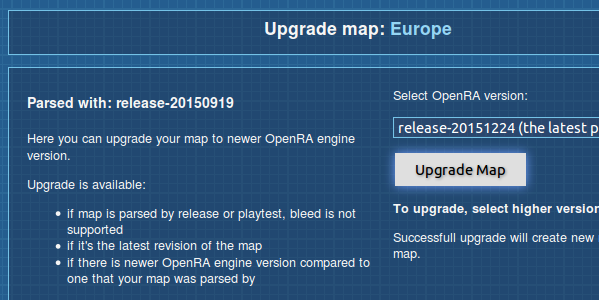 Upgrade map: Europe
Parsed with: release-20150919
Here you can upgrade your map to newer OpenRA engine
version.
Upgrade is available:
if map is parsed by release or playtest, bleed is not
supported
if it's the latest revision of the map
if there is newer OpenRA engine version compared to
one that your map was parsed by
Select OpenRA version:
release-20151224 (the latest p
Upgrade Map
To upgrade, select higher version
Successfull upgrade will create new
map.